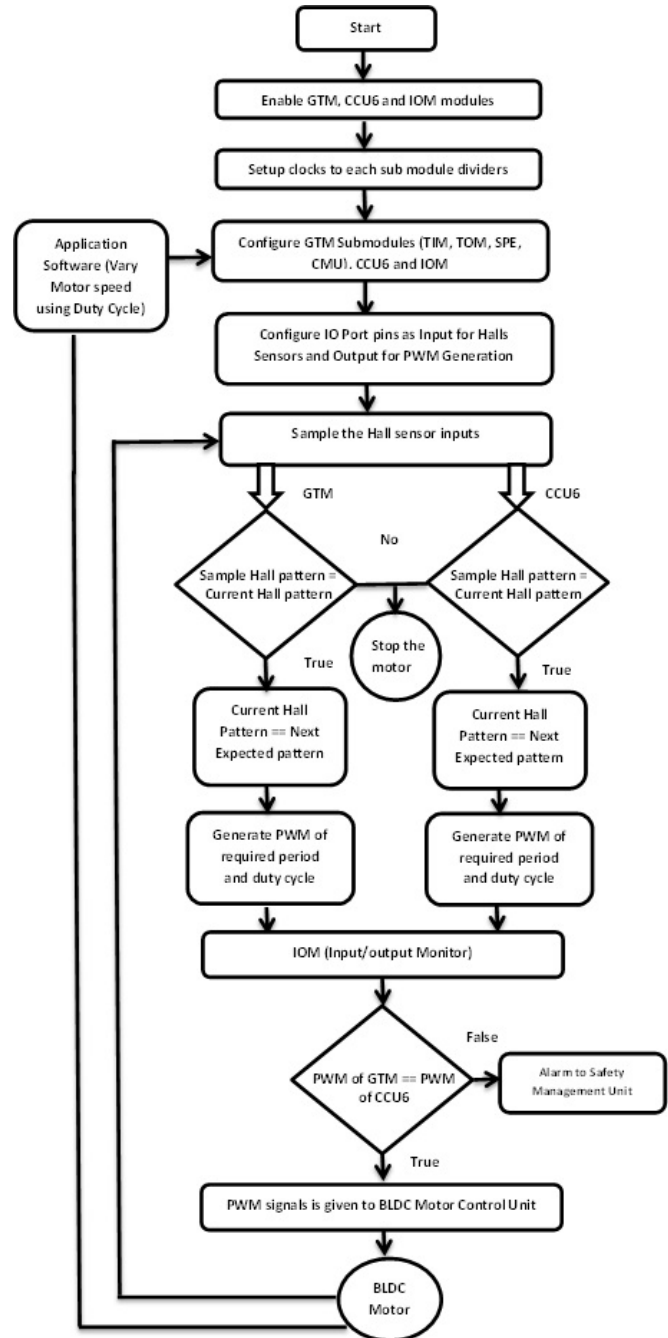 Start
Enable GTM, CCU6 and IOM modules
Setup clocks to each sub module dividers
Application
Software (Vary
Motor speed
using Duty Cycle)
Configure GTM Submodules (TIM, TOM, SPE,
CMU). CCU6 and IOM
Configure IO Port pins as Input for Halls
Sensors and Output for PWM Generation
Sample the Hall sensor inputs
GTM
CCU6
No
Sample Hall pattern =
Current Hall pattern
Sample Hall pattern =
Current Hall pattern
Stop the
motor
True
True
Current Hall
Pattern == Next
Expected pattern
Current Hall
Pattern == Next
Expected pattern
Generate PWM of
required period
and duty cycle
Generate PWM of
required period
and duty cycle
IOM (Input/output Monitor)
False
PWM of GTM == PWM
of CCU6
Alarm to Safety
Management Unit
True
PWM signals is given to BLDC Motor Control Unit
BLDC
Motor